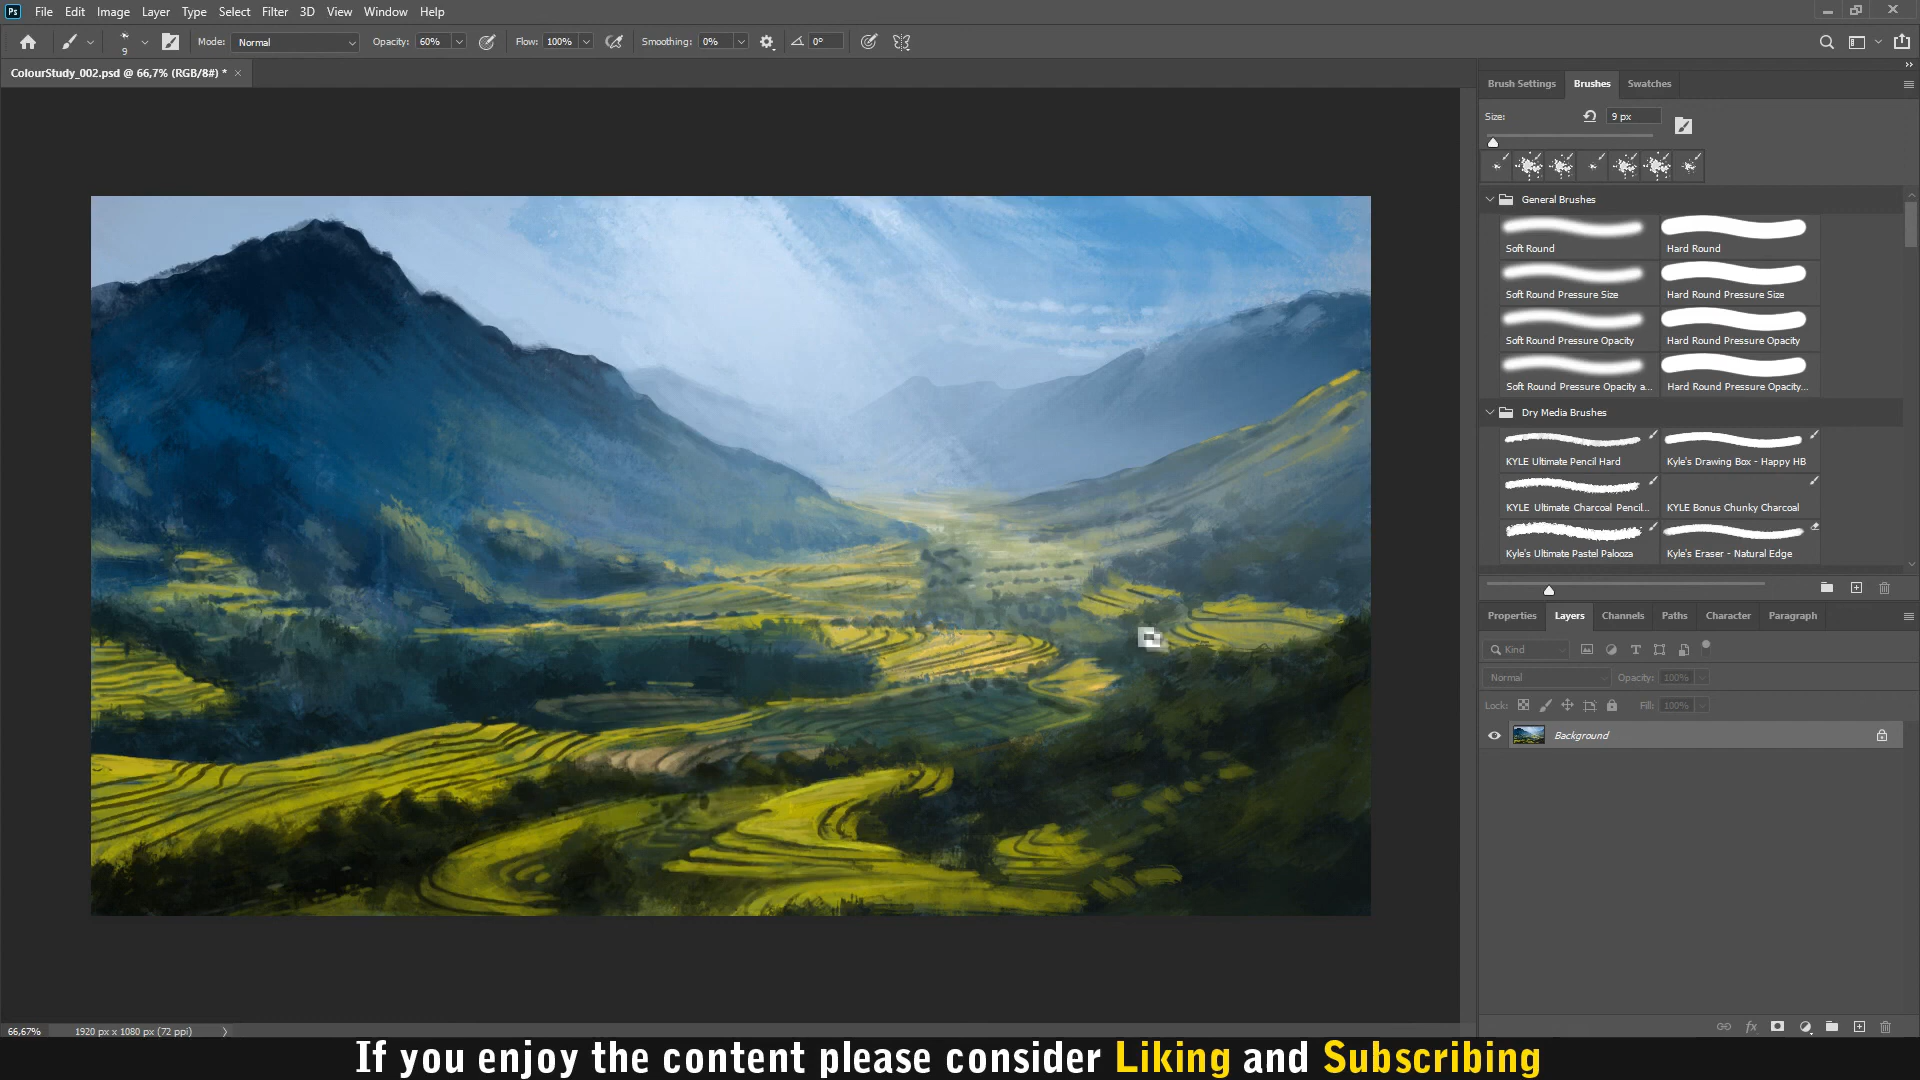 Ps File Edit Image Layer Type Select Filter 3D View Window Help
9 Mode: Normal Opacity: 60% Flow: 100% Smoothing: 0% 0°
ColourStudy_002.psd @ 66,7% (RGB/8#) * ×
Brush Settings Brushes Swatches
Size: 9 px
General Brushes
Soft Round Hard Round
Soft Round Pressure Size Hard Round Pressure Size
Soft Round Pressure Opacity Hard Round Pressure Opacity
Soft Round Pressure Opacity a... Hard Round Pressure Opacity...
Dry Media Brushes
KYLE Ultimate Pencil Hard Kyle's Drawing Box - Happy HB
KYLE Ultimate Charcoal Pencil... KYLE Bonus Chunky Charcoal
Kyle's Ultimate Pastel Palooza Kyle's Eraser - Natural Edge
Properties Layers Channels Paths Character Paragraph
Kind
Normal Opacity: 100%
Lock: Fill: 100%
Background
fx
66,67% 1920 px x 1080 px (72 ppi)
If you enjoy the content please consider Liking and Subscribing